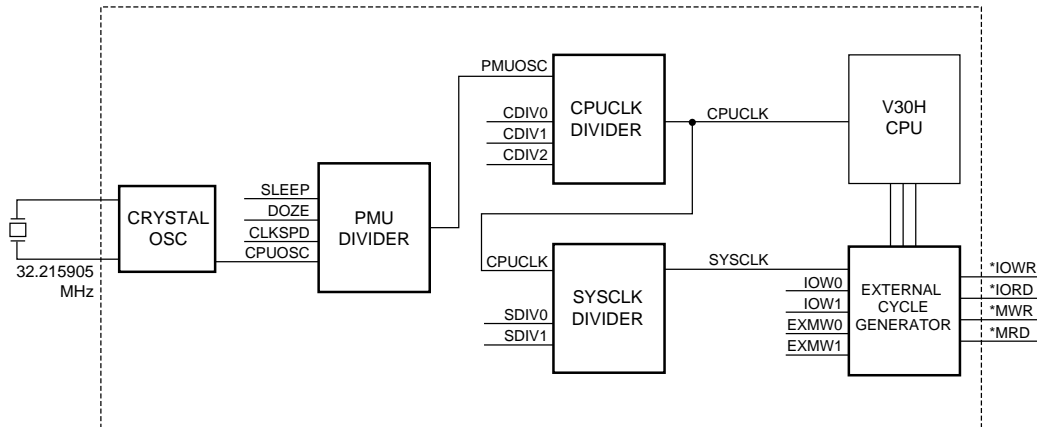 PMUOSC
CDIV0
CDIV1
CDIV2
CPUCLK
DIVIDER
CPUCLK
V30H
CPU
32.215905
MHz
CRYSTAL
OSC
SLEEP
DOZE
CLKSPD
CPUOSC
PMU
DIVIDER
CPUCLK
SDIV0
SDIV1
SYSCLK
DIVIDER
SYSCLK
IOW0
IOW1
EXMW0
EXMW1
EXTERNAL
CYCLE
GENERATOR
*IOWR
*IORD
*MWR
*MRD